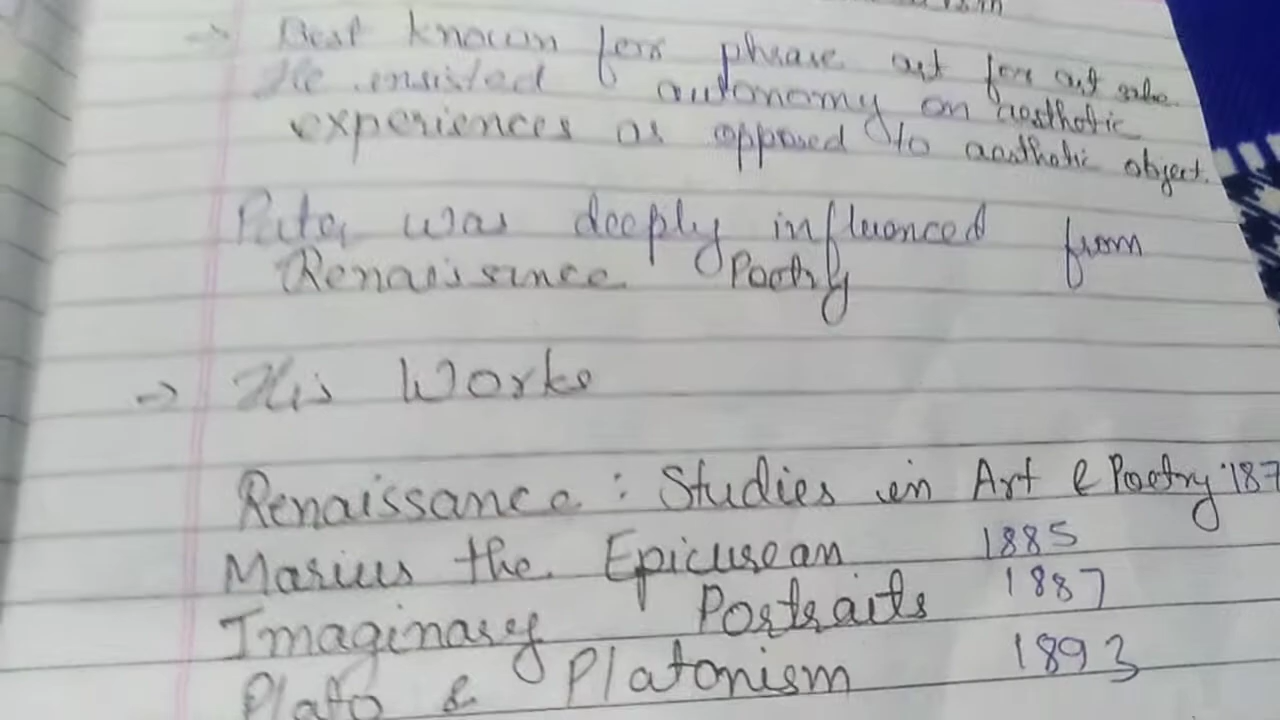 → Best known for phrase art for art sake
He insisted autonomy on aesthetic
experiences as opposed to aesthetic object.
Pater was deeply influenced from
Renaissance Poetry
→ His Works
Renaissance : Studies in Art & Poetry 187
Marius the Epicurean 1885
Imaginary Portraits 1887
Plato & Platonism 1893